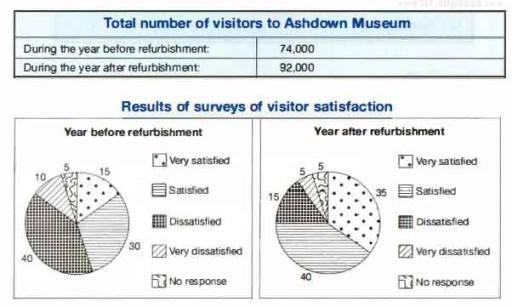 Total number of visitors to Ashdown Museum
During the year before refurbishment: 74,000
During the year after refurbishment: 92,000
Results of surveys of visitor satisfaction
Year before refurbishment
5
15
10
40
30
Very satisfied
Satisfied
Dissatisfied
Very dissatisfied
No response
Year after refurbishment
5
5
15
35
40
Very satisfied
Satisfied
Dissatisfied
Very dissatisfied
No response